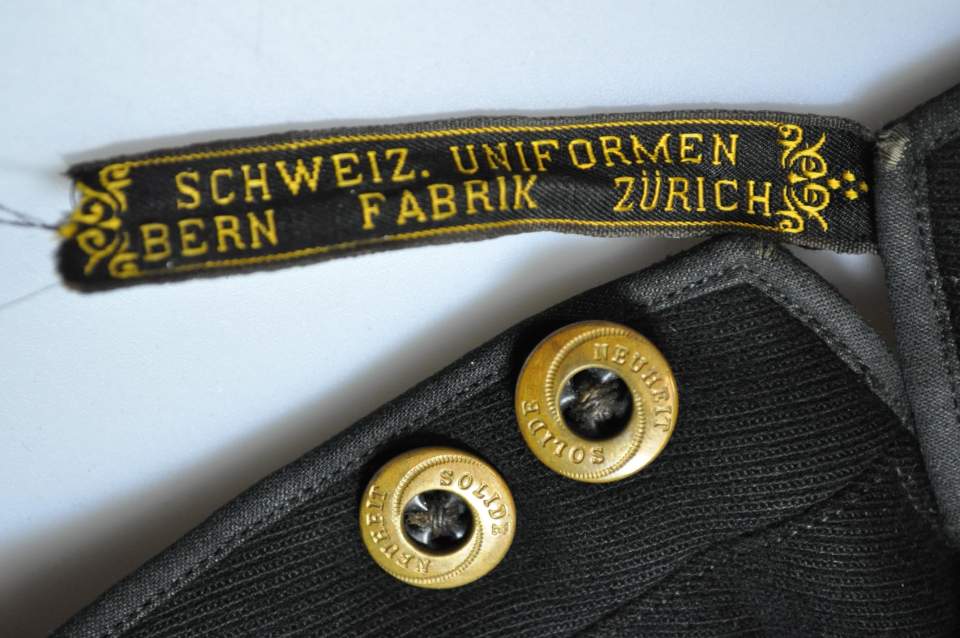 SCHWEIZ. UNIFORMEN
BERN FABRIK ZÜRICH
NEUHEIT
SOLIDE
SOLIDE
NEUHEIT